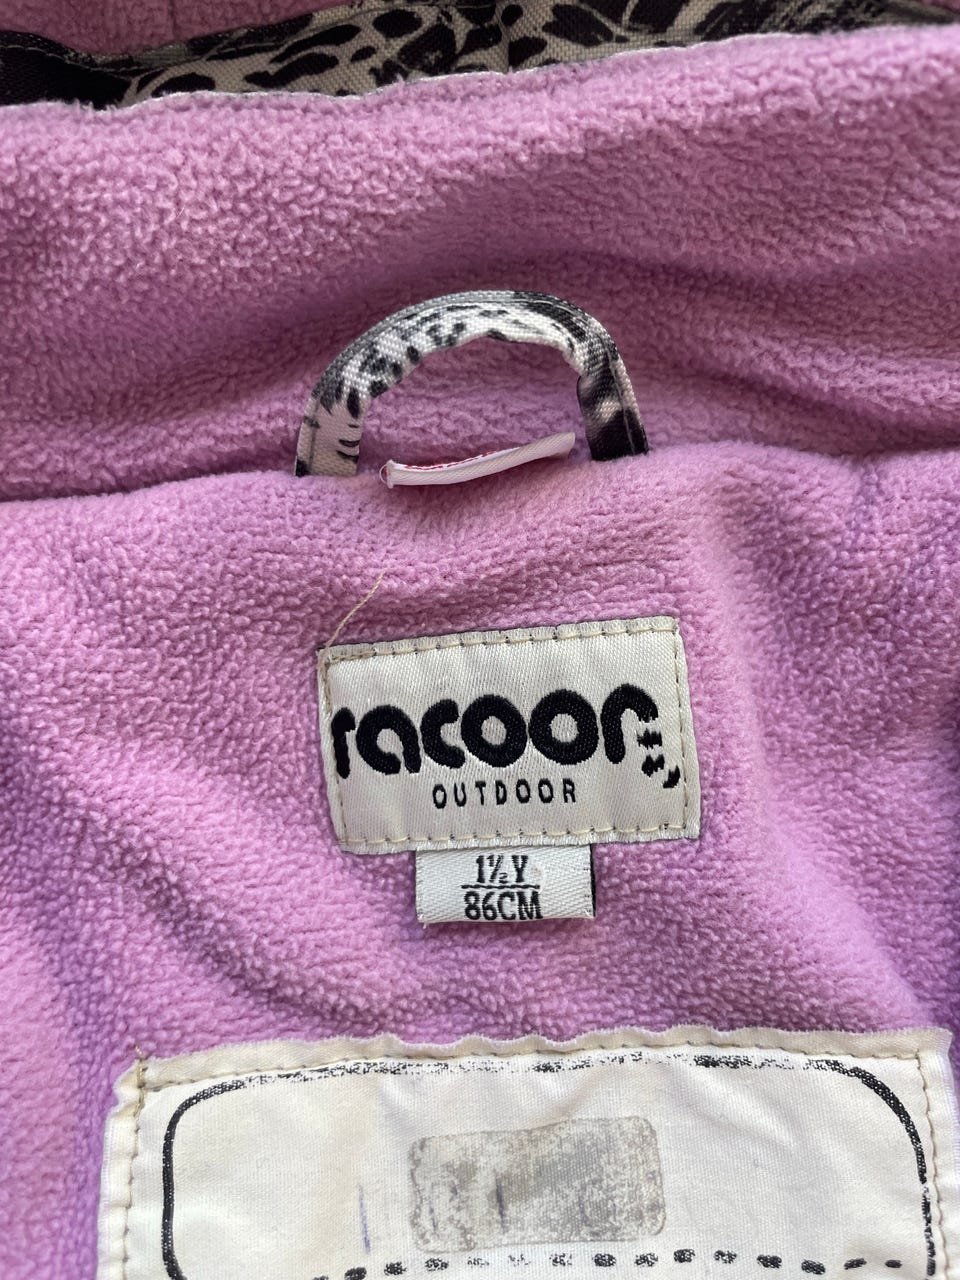 racoon
OUTDOOR
1½ Y
86CM